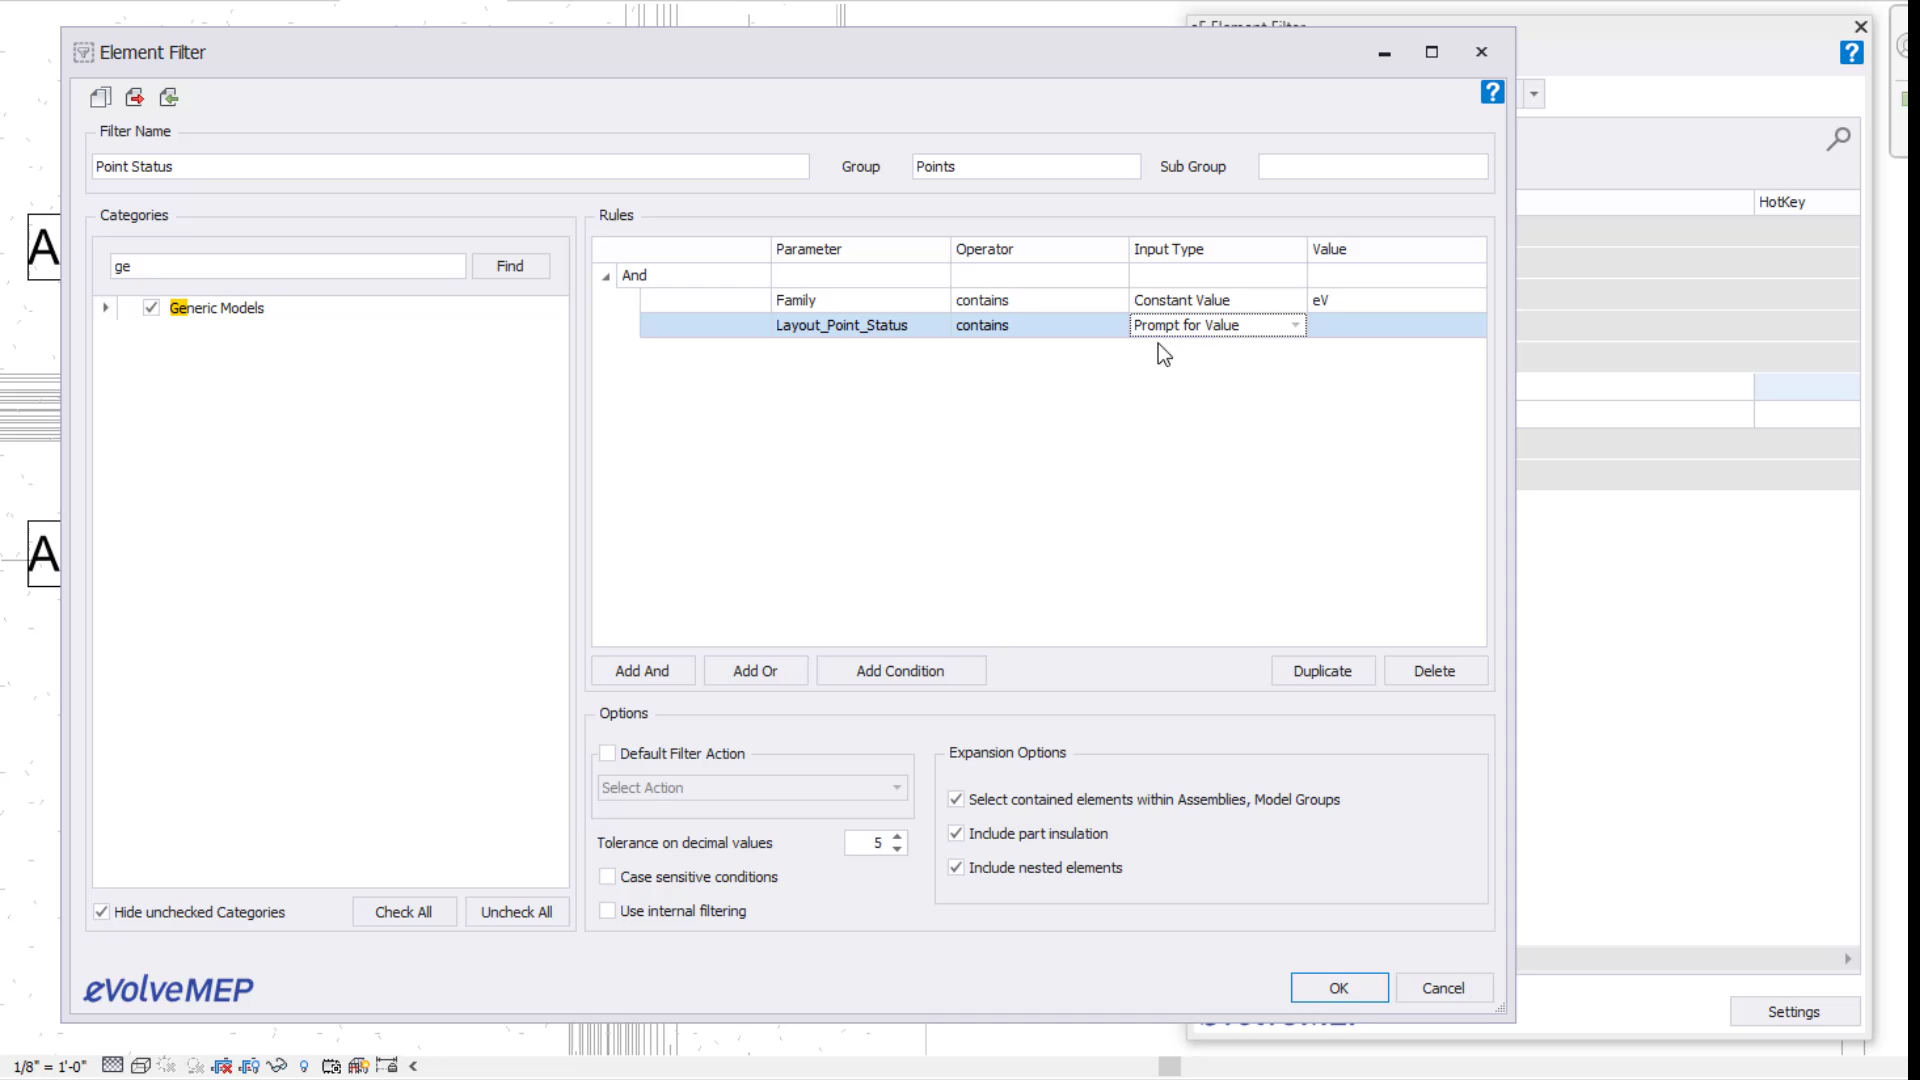 Element Filter
Filter Name
Point Status
Group
Points
Sub Group
Categories
ge
Find
Generic Models
Hide unchecked Categories
Check All
Uncheck All
Rules
Parameter Operator Input Type Value
And
Family contains Constant Value eV
Layout_Point_Status contains Prompt for Value
Add And
Add Or
Add Condition
Duplicate
Delete
Options
Default Filter Action
Select Action
Tolerance on decimal values 5
Case sensitive conditions
Use internal filtering
Expansion Options
Select contained elements within Assemblies, Model Groups
Include part insulation
Include nested elements
eVolveMEP
OK
Cancel
HotKey
Settings
A
A
1/8" = 1'-0"